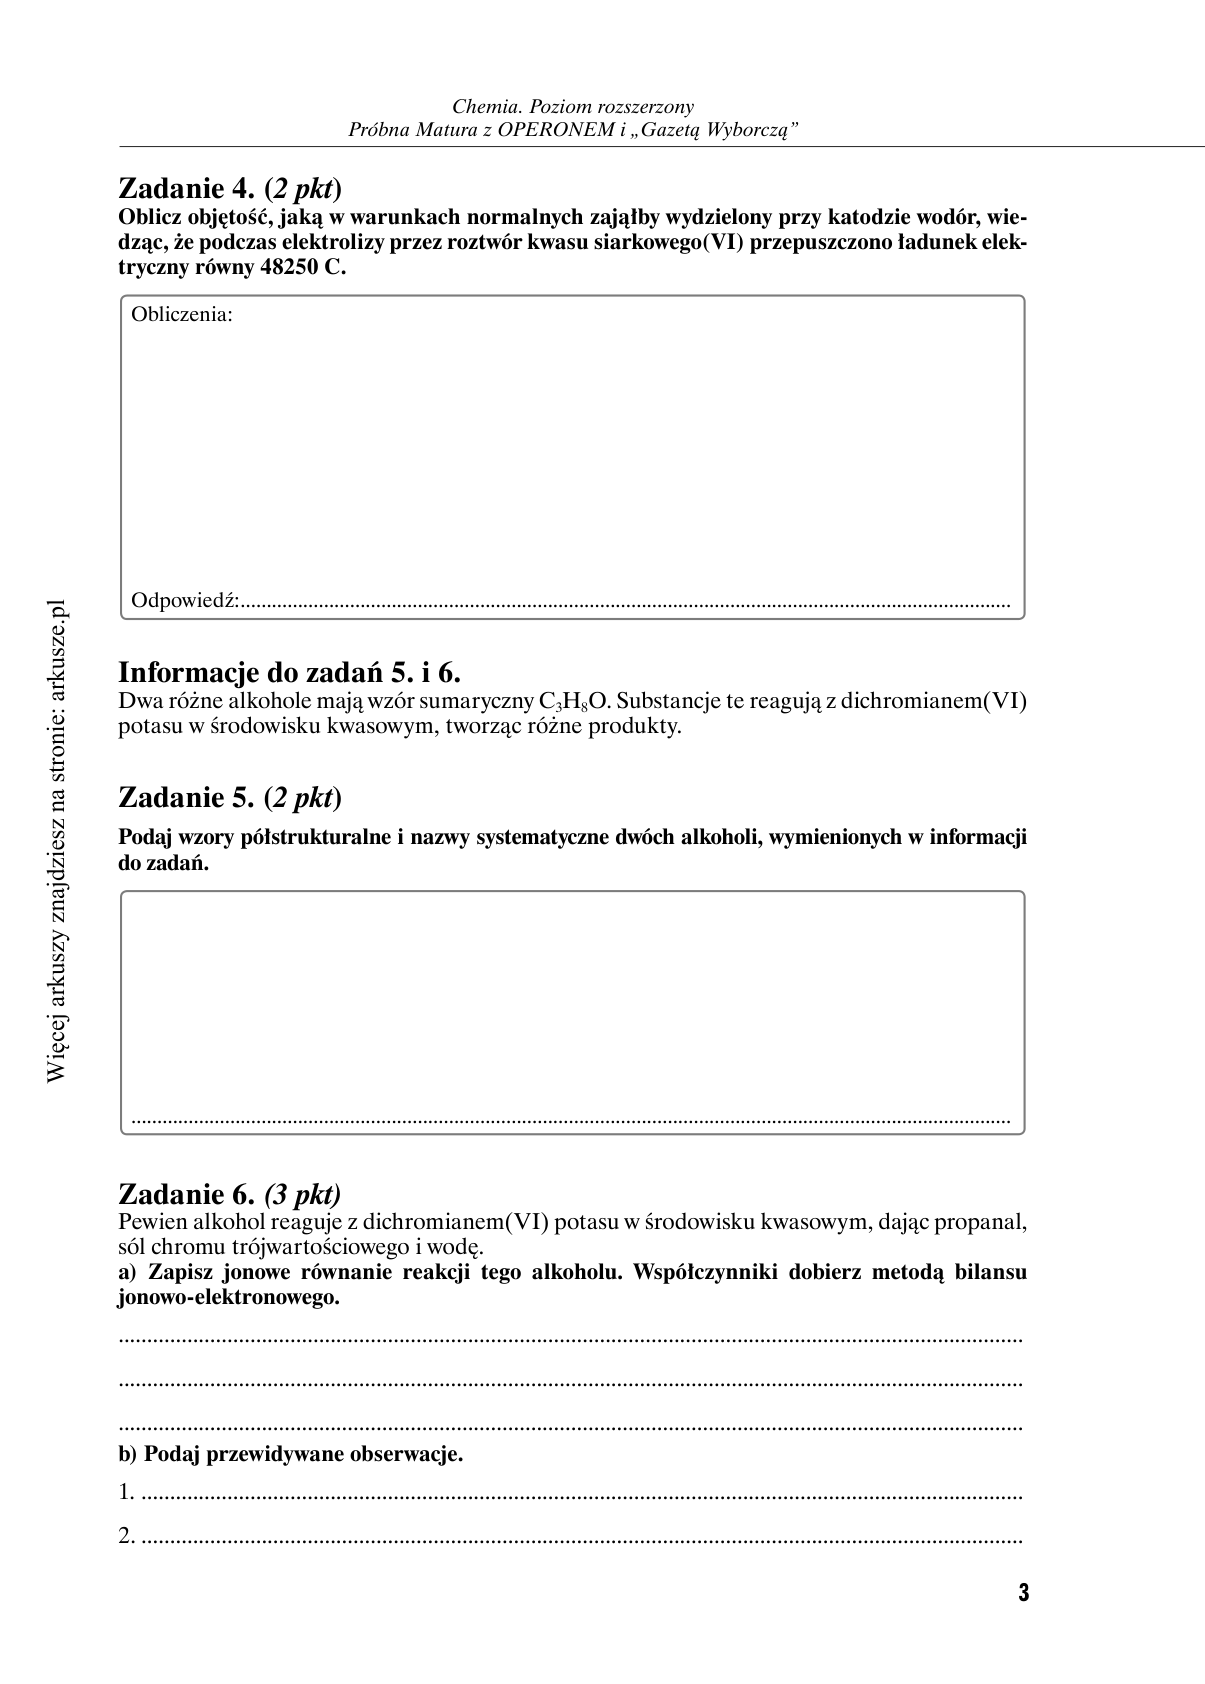 Chemia. Poziom rozszerzony
Próbna Matura z OPERONEM i „Gazetą Wyborczą”
Zadanie 4. (2 pkt)
Oblicz objętość, jaką w warunkach normalnych zająłby wydzielony przy katodzie wodór, wie-
dząc, że podczas elektrolizy przez roztwór kwasu siarkowego(VI) przepuszczono ładunek elek-
tryczny równy 48250 C.
Obliczenia:
Odpowiedź:..........
Informacje do zadań 5. i 6.
Dwa różne alkohole mają wzór sumaryczny C₃H₈O. Substancje te reagują z dichromianem(VI)
potasu w środowisku kwasowym, tworząc różne produkty.
Zadanie 5. (2 pkt)
Podaj wzory półstrukturalne i nazwy systematyczne dwóch alkoholi, wymienionych w informacji
do zadań.
Zadanie 6. (3 pkt)
Pewien alkohol reaguje z dichromianem(VI) potasu w środowisku kwasowym, dając propanal,
sól chromu trójwartościowego i wodę.
a) Zapisz jonowe równanie reakcji tego alkoholu. Współczynniki dobierz metodą bilansu
jonowo-elektronowego.
b) Podaj przewidywane obserwacje.
1. ..........
2. ..........
3
Więcej arkuszy znajdziesz na stronie: arkusze.pl